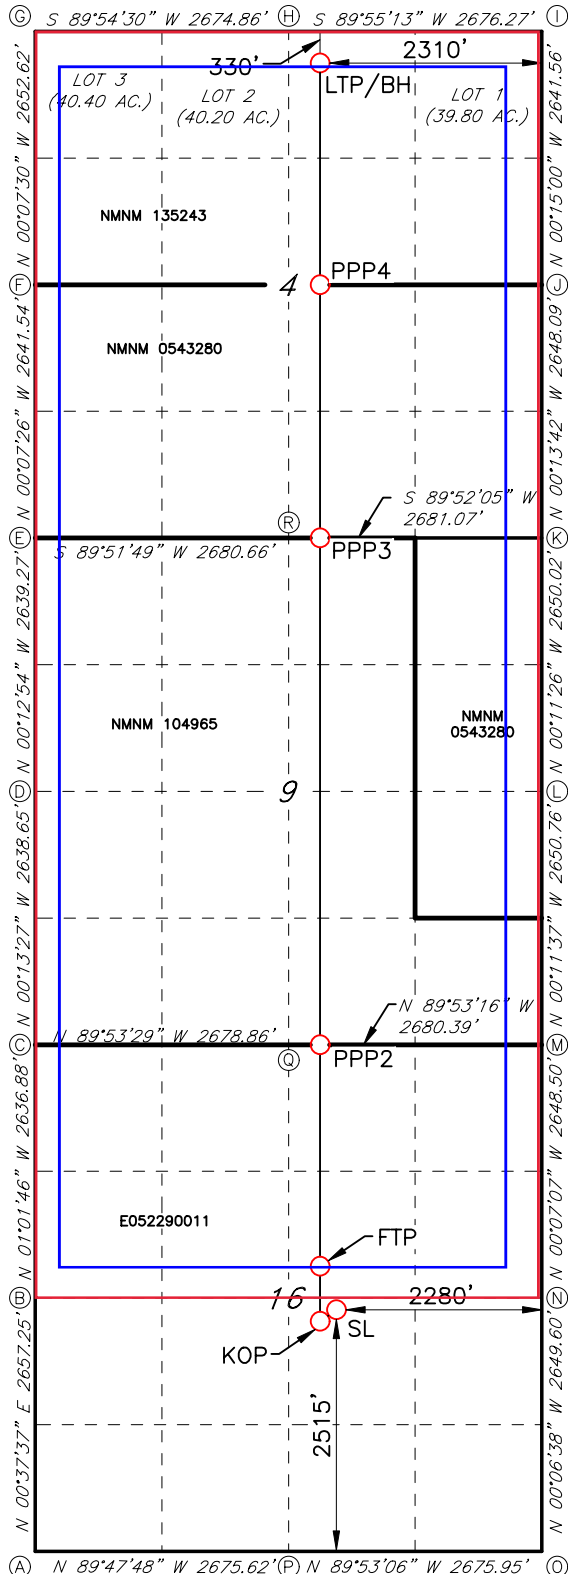 G S 89°54'30" W 2674.86' H S 89°55'13" W 2676.27' I
330' 2310'
LTP/BH
LOT 3
(40.40 AC.)
LOT 2
(40.20 AC.)
LOT 1
(39.80 AC.)
N 00°07'30" W 2652.62'
N 00°15'00" W 2641.56'
NMNM 135243
F 4 PPP4 J
NMNM 0543280
N 00°07'26" W 2641.54'
N 00°13'42" W 2648.09'
S 89°52'05" W
2681.07'
R
E K
S 89°51'49" W 2680.66' PPP3
N 00°12'54" W 2639.27'
N 00°11'26" W 2650.02'
NMNM 104965
NMNM
0543280
D 9 L
N 00°13'27" W 2638.65'
N 00°11'37" W 2650.76'
N 89°53'16" W
2680.39'
N 89°53'29" W 2678.86'
C M
Q PPP2
N 01°01'46" W 2636.88'
N 00°07'07" W 2648.50'
E052290011
FTP
B 16 2280' N
SL
KOP
2515'
N 00°37'37" E 2657.25'
N 00°06'38" W 2649.60'
A N 89°47'48" W 2675.62' P N 89°53'06" W 2675.95' O